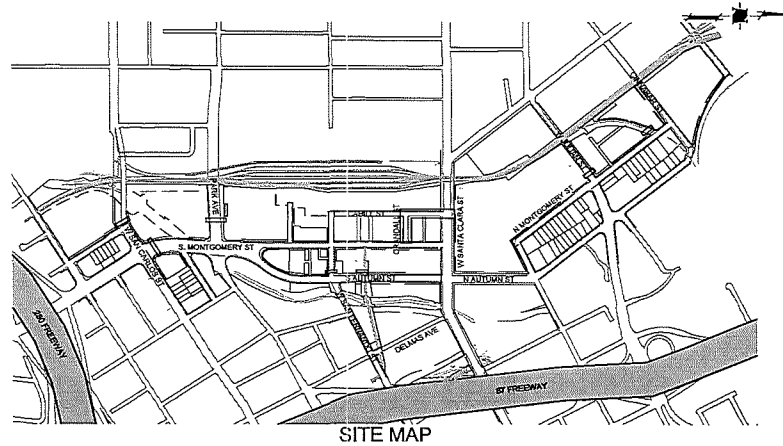 PARK AVE
CAHILL ST
CRANDALL ST
W SANTA CLARA ST
N MONTGOMERY ST
W SAN CARLOS ST
S. MONTGOMERY ST
S AUTUMN ST
N AUTUMN ST
280 FREEWAY
DELMAS AVE
87 FREEWAY
SITE MAP